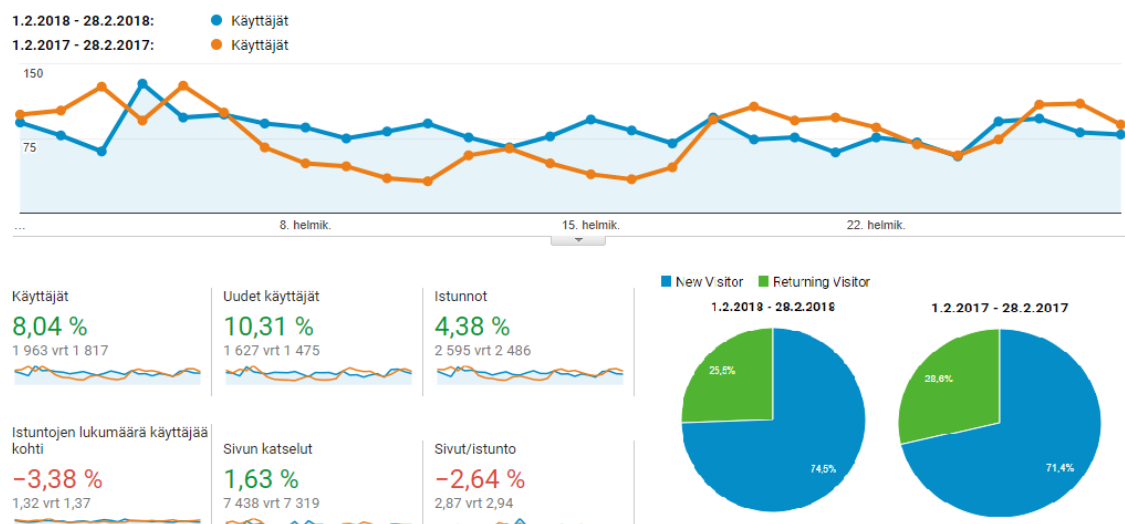 1.2.2018 - 28.2.2018: Käyttäjät
1.2.2017 - 28.2.2017: Käyttäjät
150
75
... 8. helmik. 15. helmik. 22. helmik.
Käyttäjät
8,04 %
1 963 vrt 1 817
Uudet käyttäjät
10,31 %
1 627 vrt 1 475
Istunnot
4,38 %
2 595 vrt 2 486
Istuntojen lukumäärä käyttäjää
kohti
−3,38 %
1,32 vrt 1,37
Sivun katselut
1,63 %
7 438 vrt 7 319
Sivut/istunto
−2,64 %
2,87 vrt 2,94
New Visitor Returning Visitor
1.2.2018 - 28.2.2018
25,6%
74,5%
1.2.2017 - 28.2.2017
28,6%
71,4%